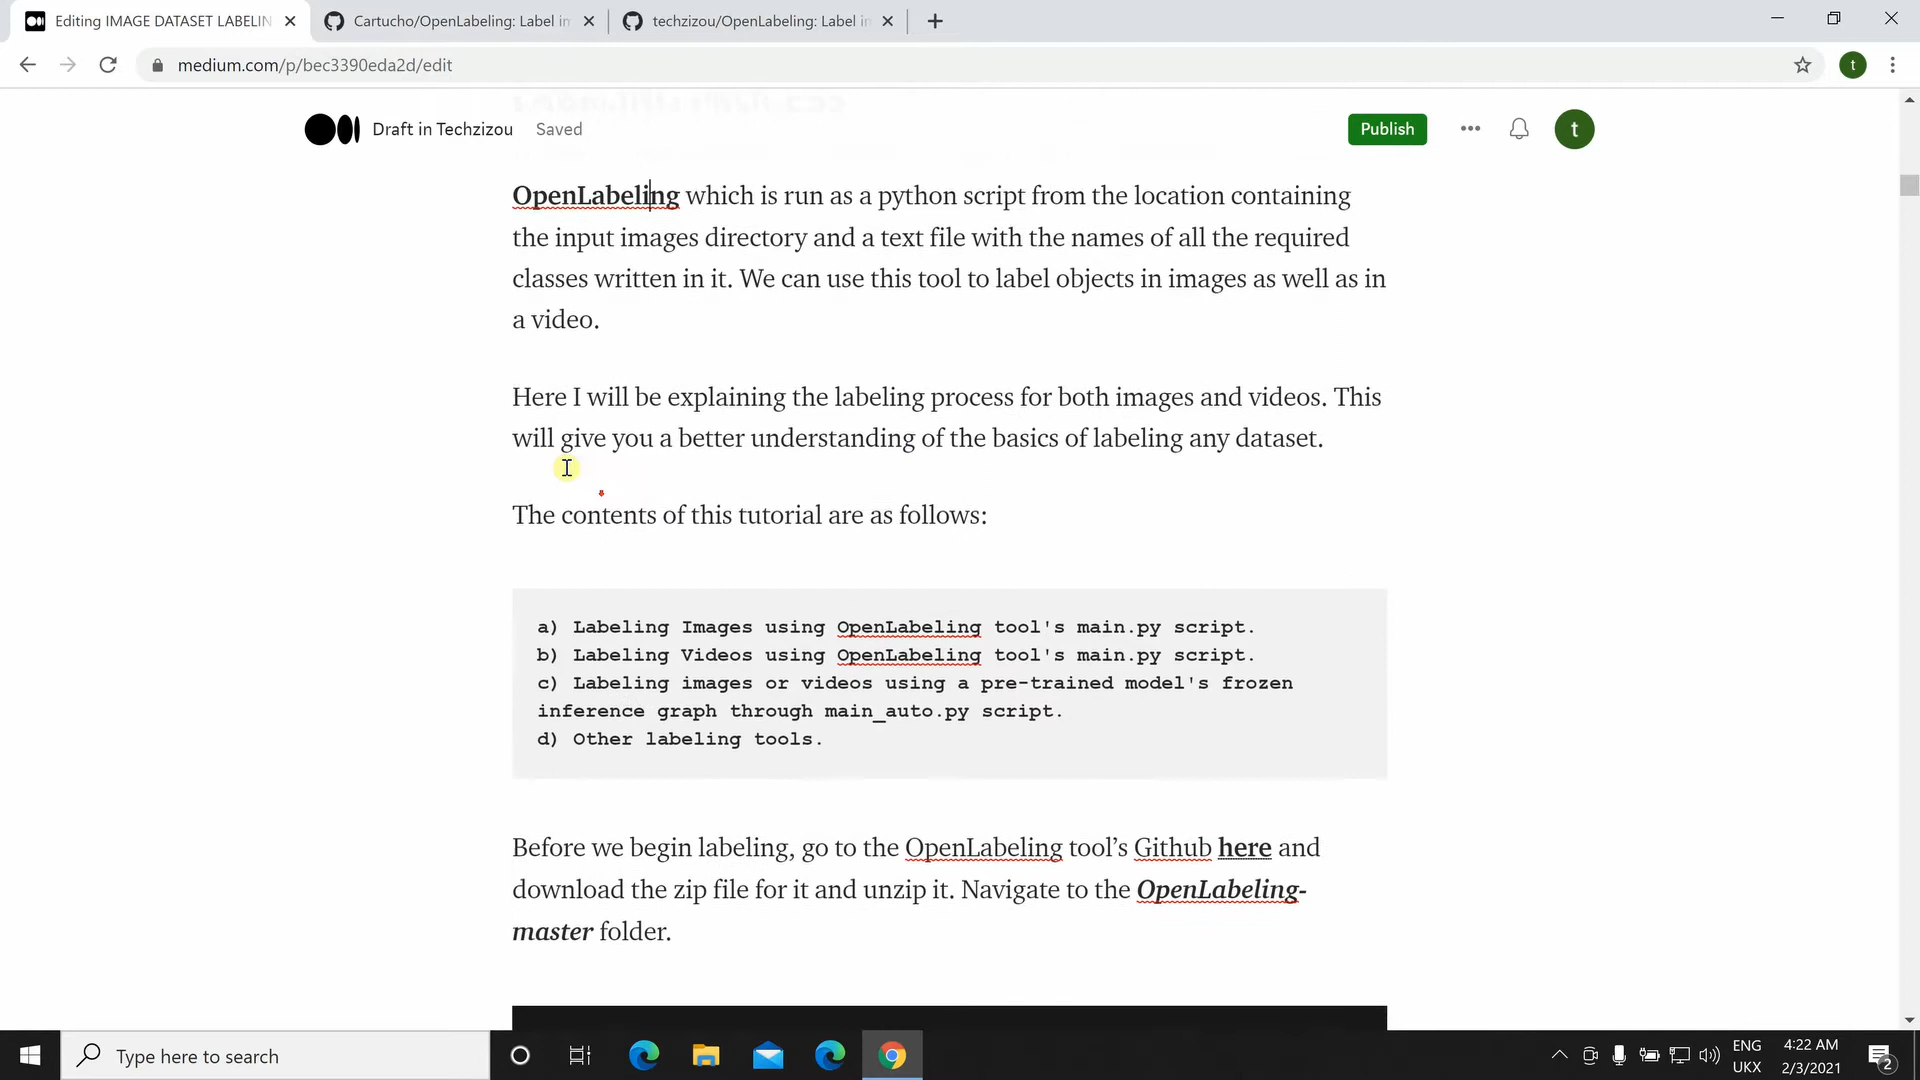 Editing IMAGE DATASET LABELIN
Cartucho/OpenLabeling: Label im
techzizou/OpenLabeling: Label in
medium.com/p/bec3390eda2d/edit
t
Draft in Techzizou
Saved
Publish
t
OpenLabeling which is run as a python script from the location containing
the input images directory and a text file with the names of all the required
classes written in it. We can use this tool to label objects in images as well as in
a video.
Here I will be explaining the labeling process for both images and videos. This
will give you a better understanding of the basics of labeling any dataset.
The contents of this tutorial are as follows:
a) Labeling Images using OpenLabeling tool's main.py script.
b) Labeling Videos using OpenLabeling tool's main.py script.
c) Labeling images or videos using a pre-trained model's frozen
inference graph through main_auto.py script.
d) Other labeling tools.
Before we begin labeling, go to the OpenLabeling tool’s Github here and
download the zip file for it and unzip it. Navigate to the OpenLabeling-
master folder.
Type here to search
ENG
UKX
4:22 AM
2/3/2021
2